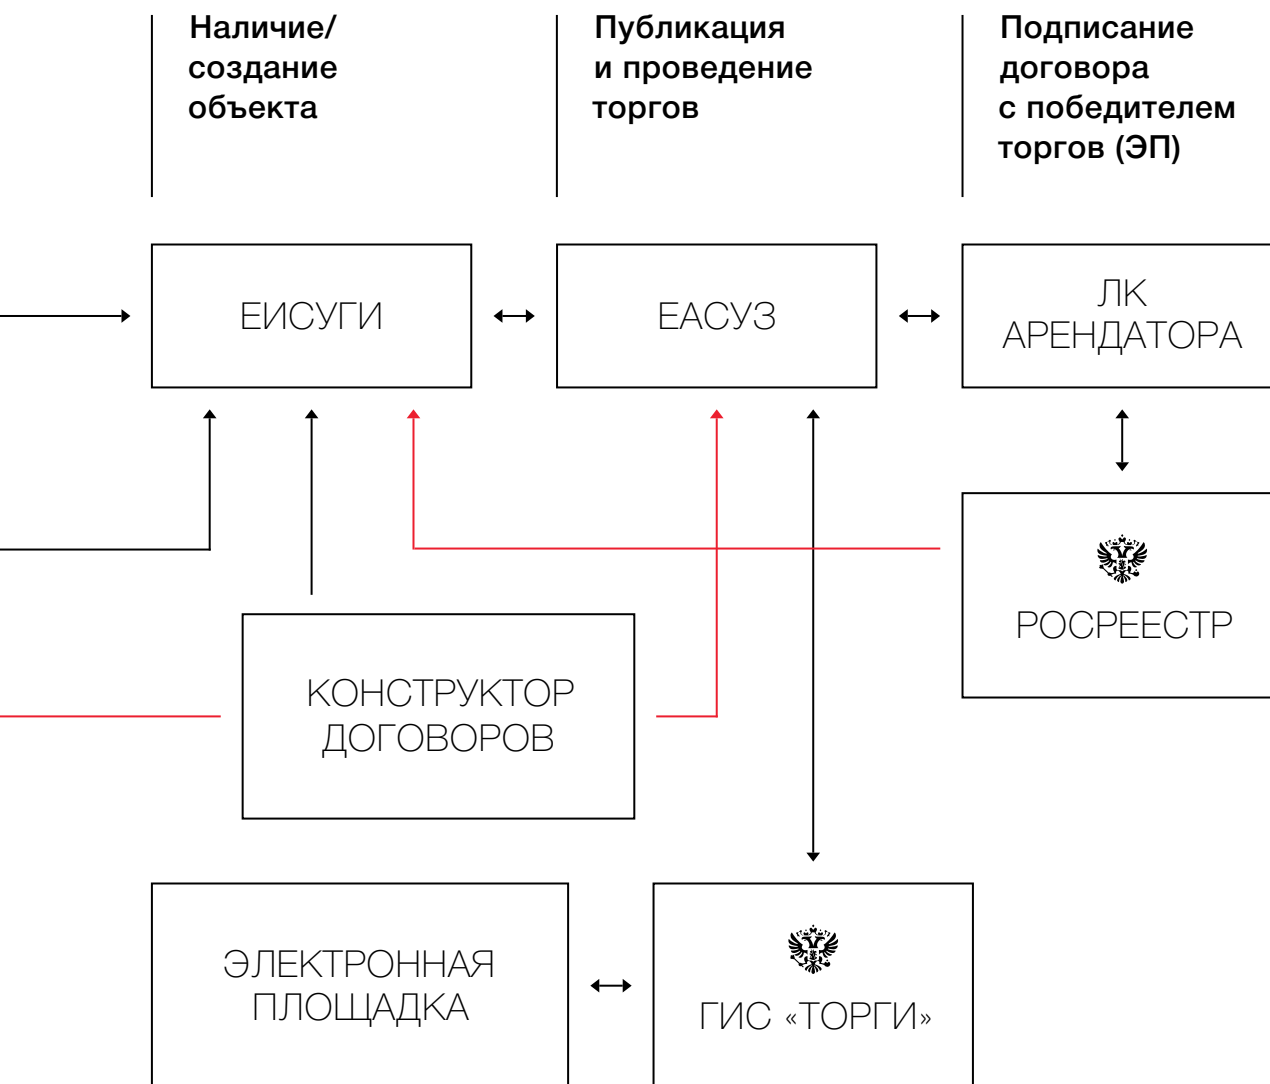 Наличие/
создание
объекта
Публикация
и проведение
торгов
Подписание
договора
с победителем
торгов (ЭП)
ЕИСУГИ
ЕАСУЗ
ЛК
АРЕНДАТОРА
РОСРЕЕСТР
КОНСТРУКТОР
ДОГОВОРОВ
ЭЛЕКТРОННАЯ
ПЛОЩАДКА
ГИС «ТОРГИ»